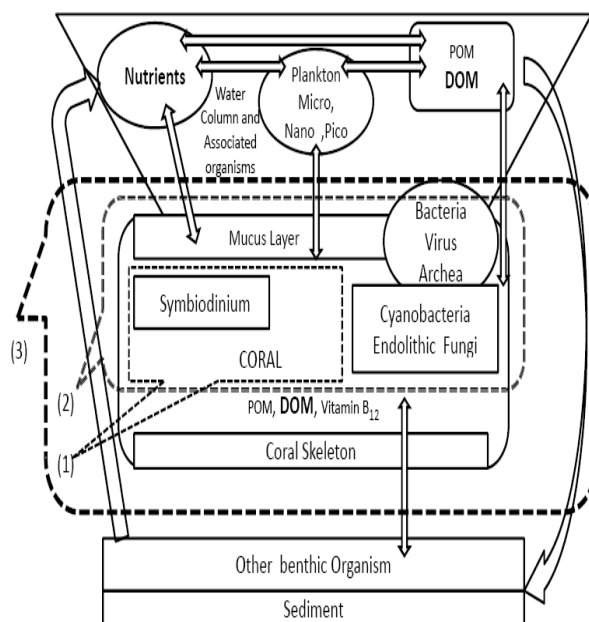 Nutrients
Plankton
Micro,
Nano ,Pico
POM
DOM
Water
Column and
Associated
organisms
Mucus Layer
Bacteria
Virus
Archea
Symbiodinium
Cyanobacteria
Endolithic Fungi
CORAL
(3)
(2)
(1)
POM, DOM, Vitamin B12
Coral Skeleton
Other benthic Organism
Sediment